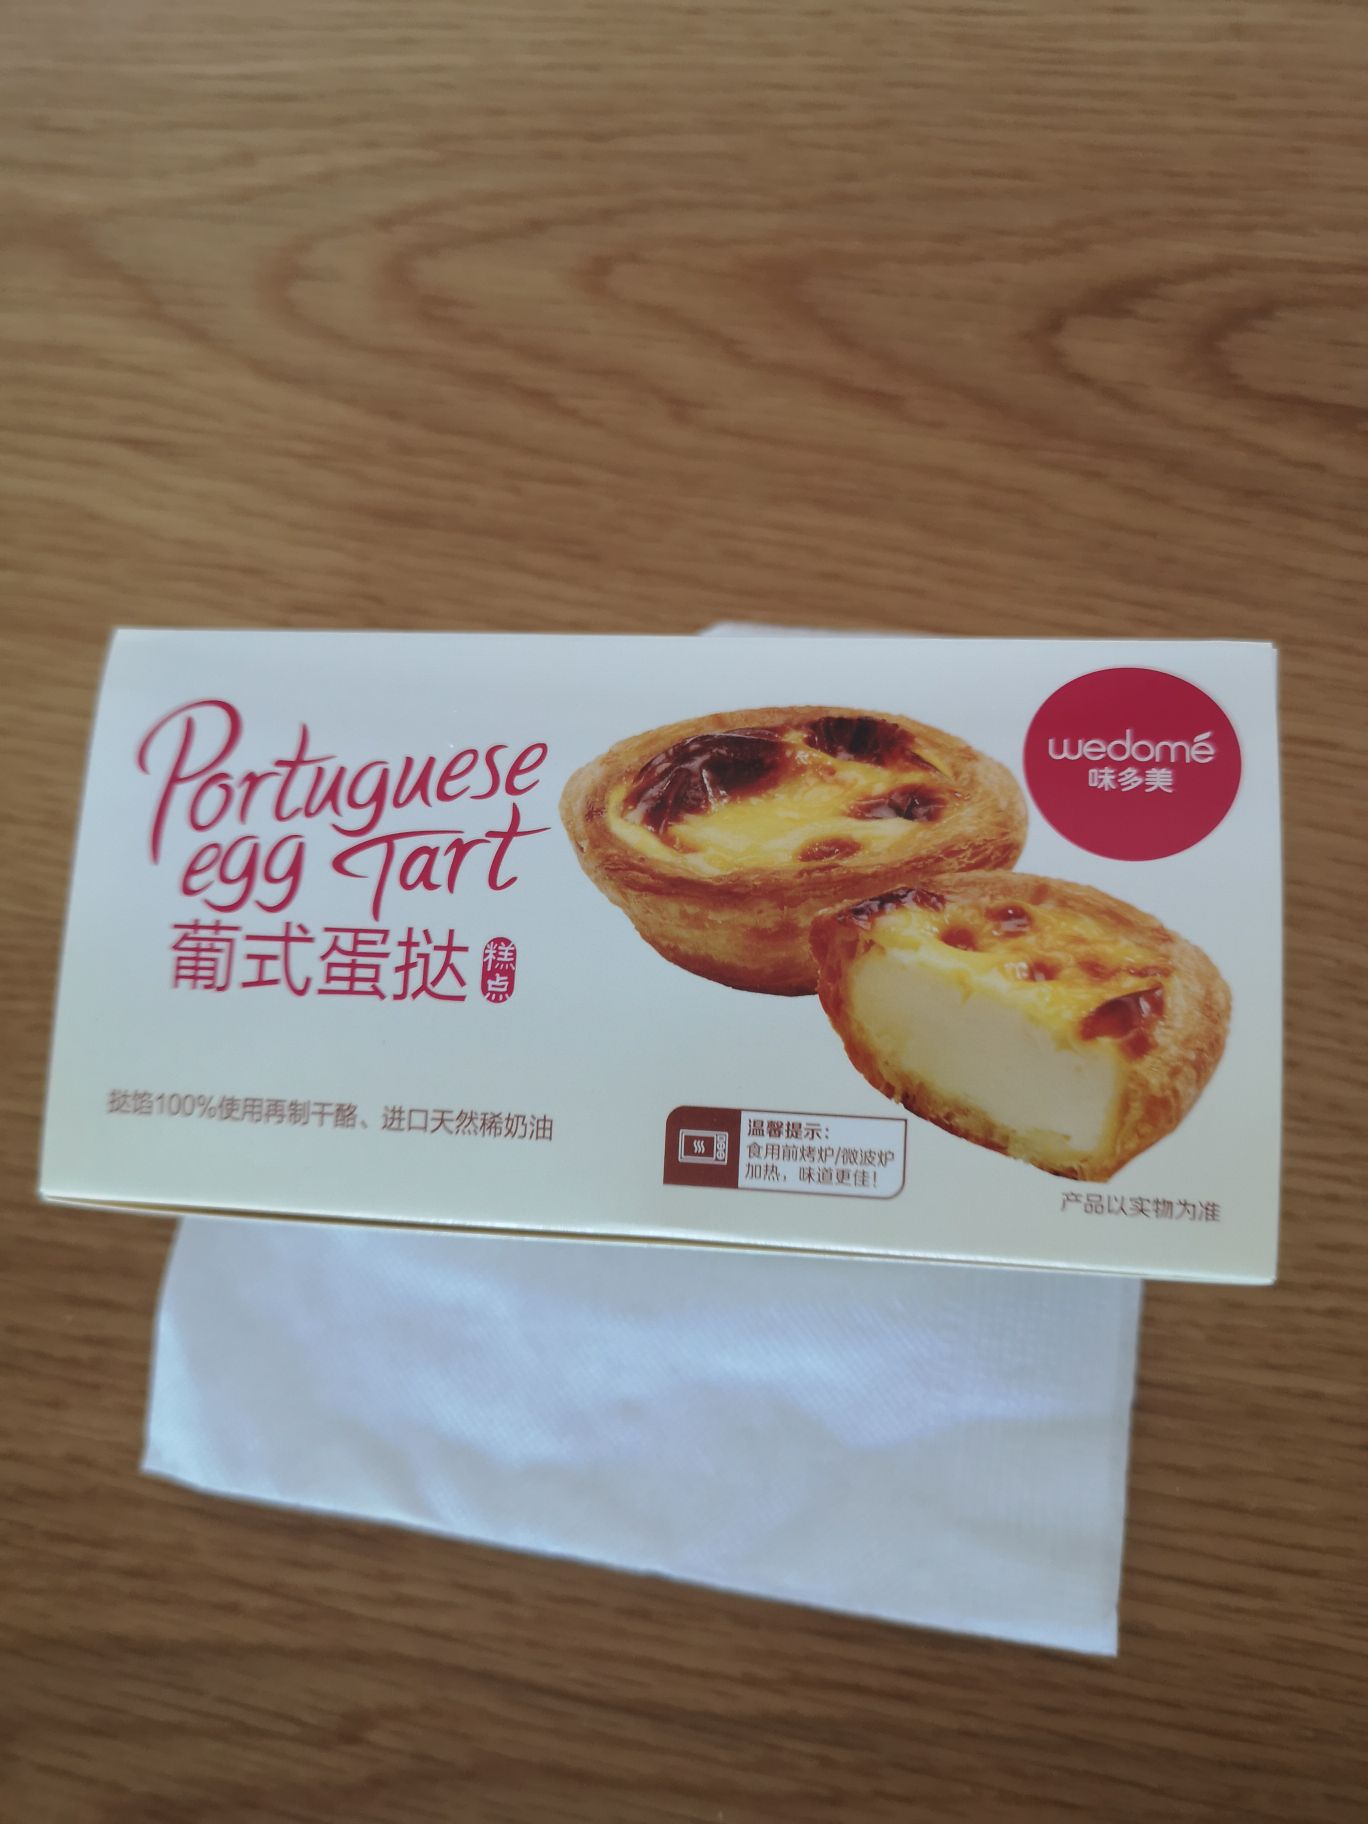 Portuguese
egg Tart
葡式蛋挞
糕点
挞馅100%使用再制干酪、进口天然稀奶油
wedomé
味多美
温馨提示：
食用前烤炉/微波炉
加热，味道更佳！
产品以实物为准